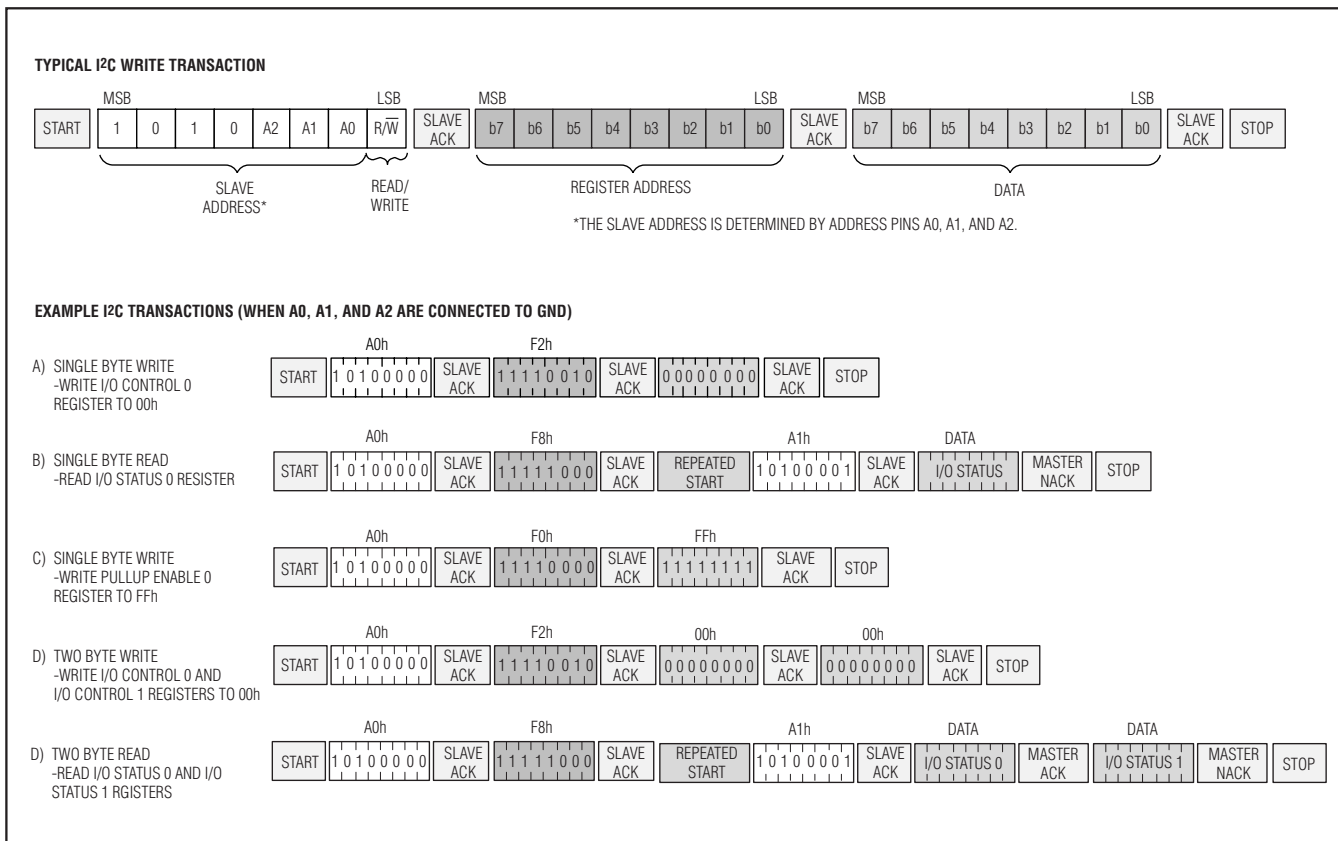 TYPICAL I2C WRITE TRANSACTION
MSB LSB MSB LSB MSB LSB
START 1 0 1 0 A2 A1 A0 R/W̅ SLAVE ACK b7 b6 b5 b4 b3 b2 b1 b0 SLAVE ACK b7 b6 b5 b4 b3 b2 b1 b0 SLAVE ACK STOP
SLAVE ADDRESS* READ/WRITE REGISTER ADDRESS DATA
*THE SLAVE ADDRESS IS DETERMINED BY ADDRESS PINS A0, A1, AND A2.
EXAMPLE I2C TRANSACTIONS (WHEN A0, A1, AND A2 ARE CONNECTED TO GND)
A0h F2h
A) SINGLE BYTE WRITE
-WRITE I/O CONTROL 0
REGISTER TO 00h
START 10100000 SLAVE ACK 11110010 SLAVE ACK 00000000 SLAVE ACK STOP
A0h F8h A1h DATA
B) SINGLE BYTE READ
-READ I/O STATUS 0 RESISTER
START 10100000 SLAVE ACK 11111000 SLAVE ACK REPEATED START 10100001 SLAVE ACK I/O STATUS MASTER NACK STOP
A0h F0h FFh
C) SINGLE BYTE WRITE
-WRITE PULLUP ENABLE 0
REGISTER TO FFh
START 10100000 SLAVE ACK 11110000 SLAVE ACK 11111111 SLAVE ACK STOP
A0h F2h 00h 00h
D) TWO BYTE WRITE
-WRITE I/O CONTROL 0 AND
I/O CONTROL 1 REGISTERS TO 00h
START 10100000 SLAVE ACK 11110010 SLAVE ACK 00000000 SLAVE ACK 00000000 SLAVE ACK STOP
A0h F8h A1h DATA DATA
D) TWO BYTE READ
-READ I/O STATUS 0 AND I/O
STATUS 1 RGISTERS
START 10100000 SLAVE ACK 11111000 SLAVE ACK REPEATED START 10100001 SLAVE ACK I/O STATUS 0 MASTER ACK I/O STATUS 1 MASTER NACK STOP